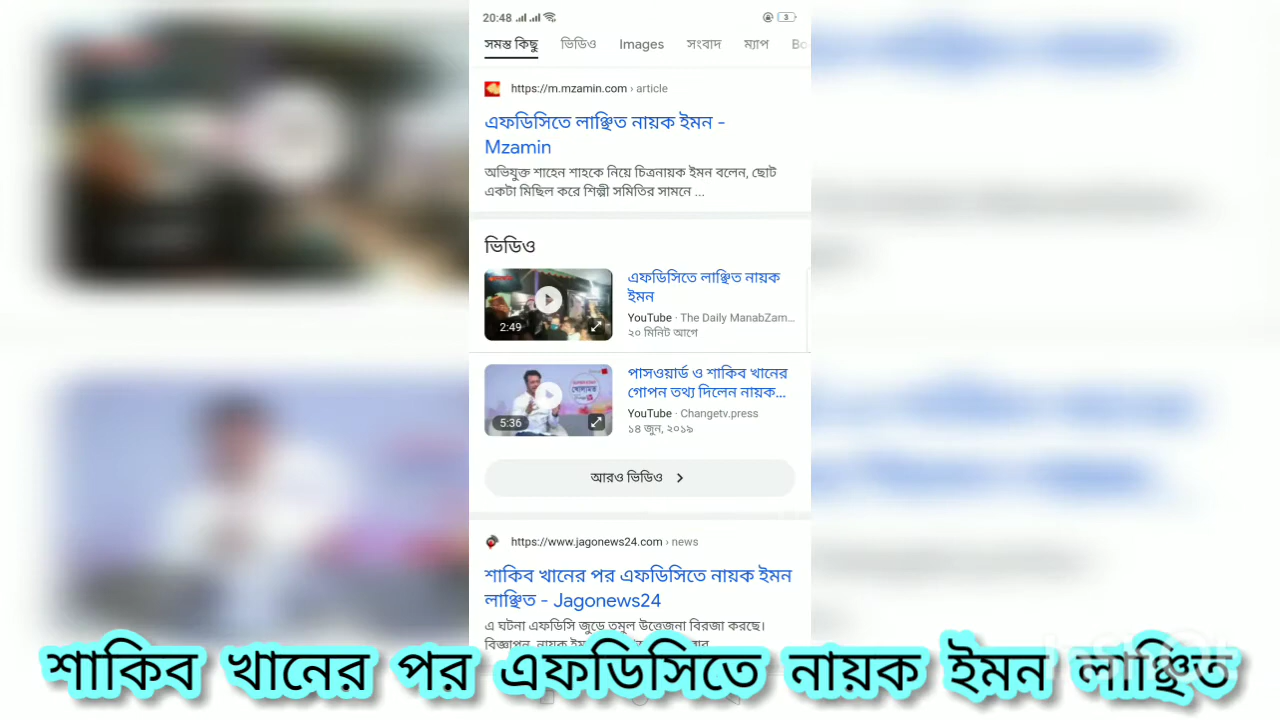 20:48
3
সমস্ত কিছু ভিডিও Images সংবাদ ম্যাপ Bo
https://m.mzamin.com › article
এফডিসিতে লাঞ্ছিত নায়ক ইমন -
Mzamin
অভিযুক্ত শাহেন শাহকে নিয়ে চিত্রনায়ক ইমন বলেন, ছোট
একটা মিছিল করে শিল্পী সমিতির সামনে ...
ভিডিও
2:49
এফডিসিতে লাঞ্ছিত নায়ক
ইমন
YouTube · The Daily ManabZam...
২০ মিনিট আগে
5:36
পাসওয়ার্ড ও শাকিব খানের
গোপন তথ্য দিলেন নায়ক...
YouTube · Changetv.press
১৪ জুন, ২০১৯
আরও ভিডিও
https://www.jagonews24.com › news
শাকিব খানের পর এফডিসিতে নায়ক ইমন
লাঞ্ছিত - Jagonews24
এ ঘটনা এফডিসি জুড়ে তমুল উত্তেজনা বিরজা করছে।
শাকিব খানের পর এফডিসিতে নায়ক ইমন লাঞ্ছিত